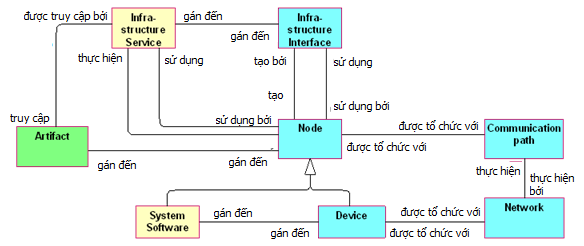 được truy cập bởi
Infra-
structure
Service
gán đến
gán đến
Infra-
structure
Interface
thực hiện
sử dụng
tạo bởi
sử dụng
tạo
sử dụng bởi
sử dụng bởi
truy cập
Artifact
gán đến
gán đến
Node
được tổ chức với
được tổ chức với
Communication
path
thực hiện
thực hiện
bởi
System
Software
gán đến
gán đến
Device
được tổ chức với
được tổ chức với
Network